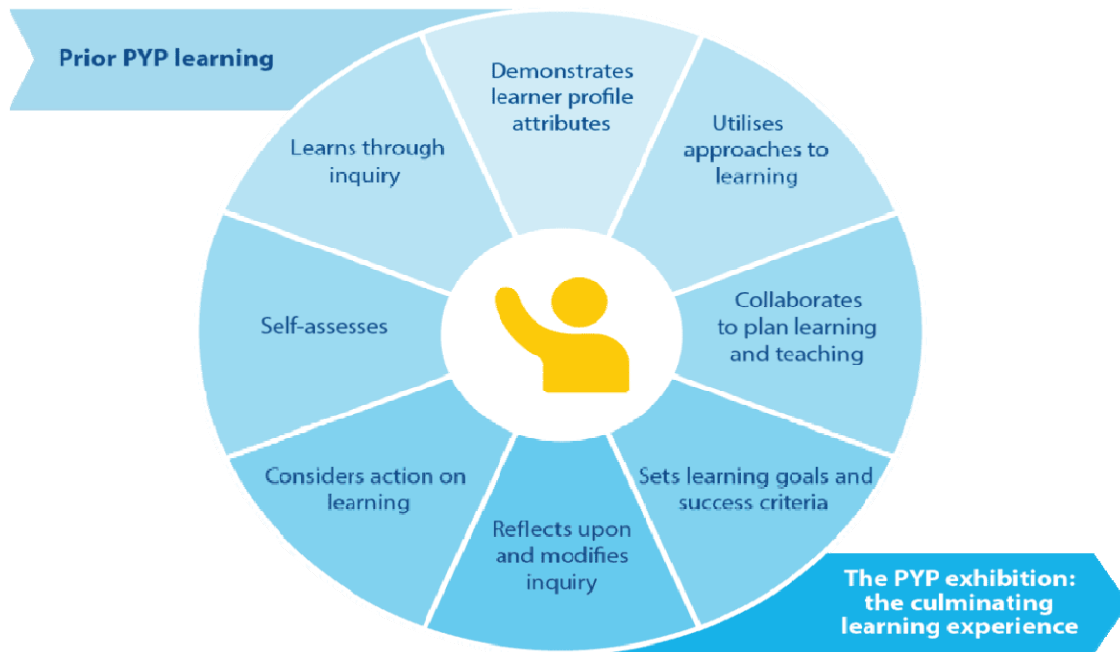 Prior PYP learning
Demonstrates
learner profile
attributes
Utilises
approaches to
learning
Collaborates
to plan learning
and teaching
Sets learning goals and
success criteria
Reflects upon
and modifies
inquiry
Considers action on
learning
Self-assesses
Learns through
inquiry
The PYP exhibition:
the culminating
learning experience